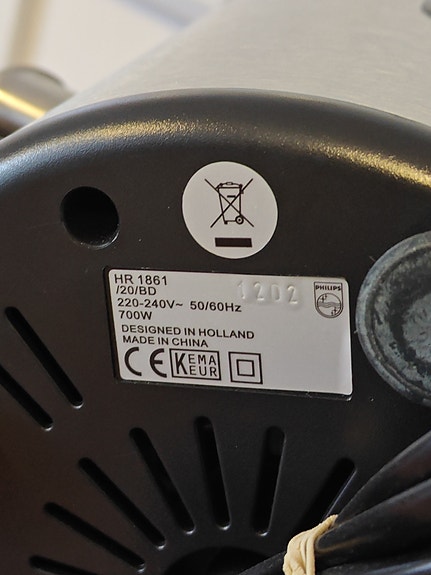 HR 1861
/20/BD
1202
PHILIPS
220-240V~ 50/60Hz
700W
DESIGNED IN HOLLAND
MADE IN CHINA
CE KEMA
KEUR